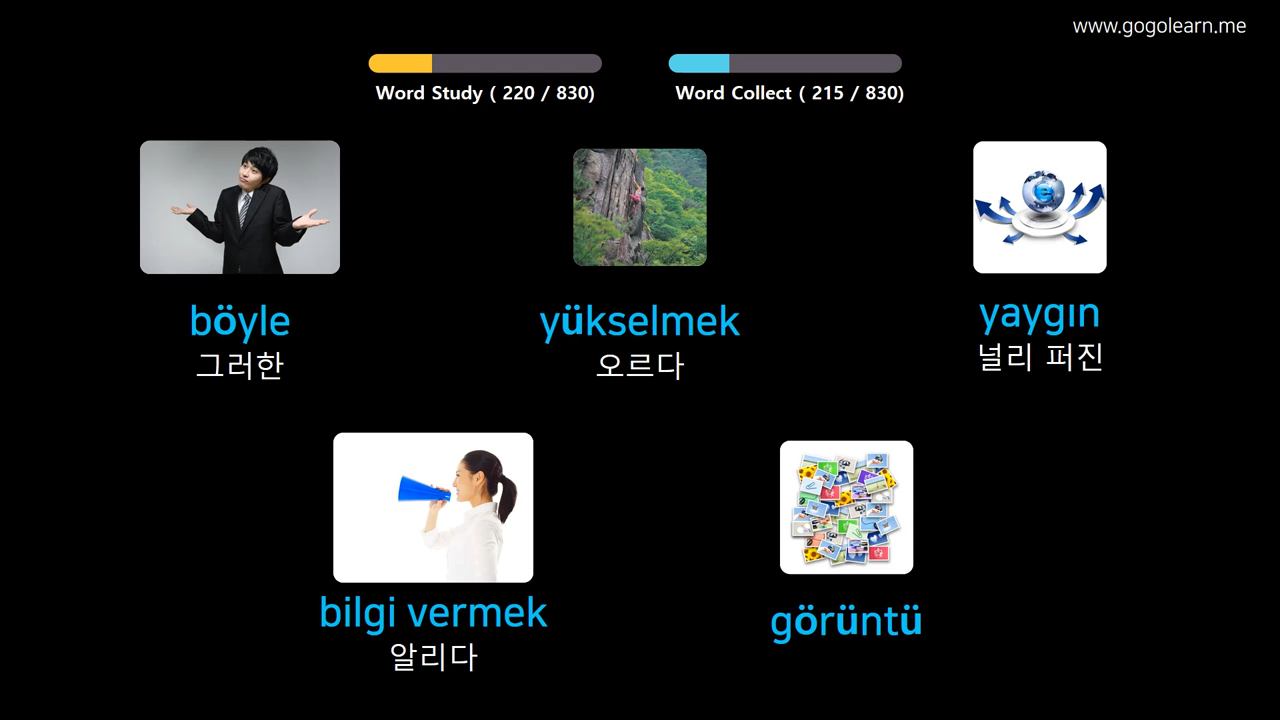 www.gogolearn.me
Word Study ( 220 / 830)
Word Collect ( 215 / 830)
böyle
그러한
yükselmek
오르다
yaygın
널리 퍼진
bilgi vermek
알리다
görüntü